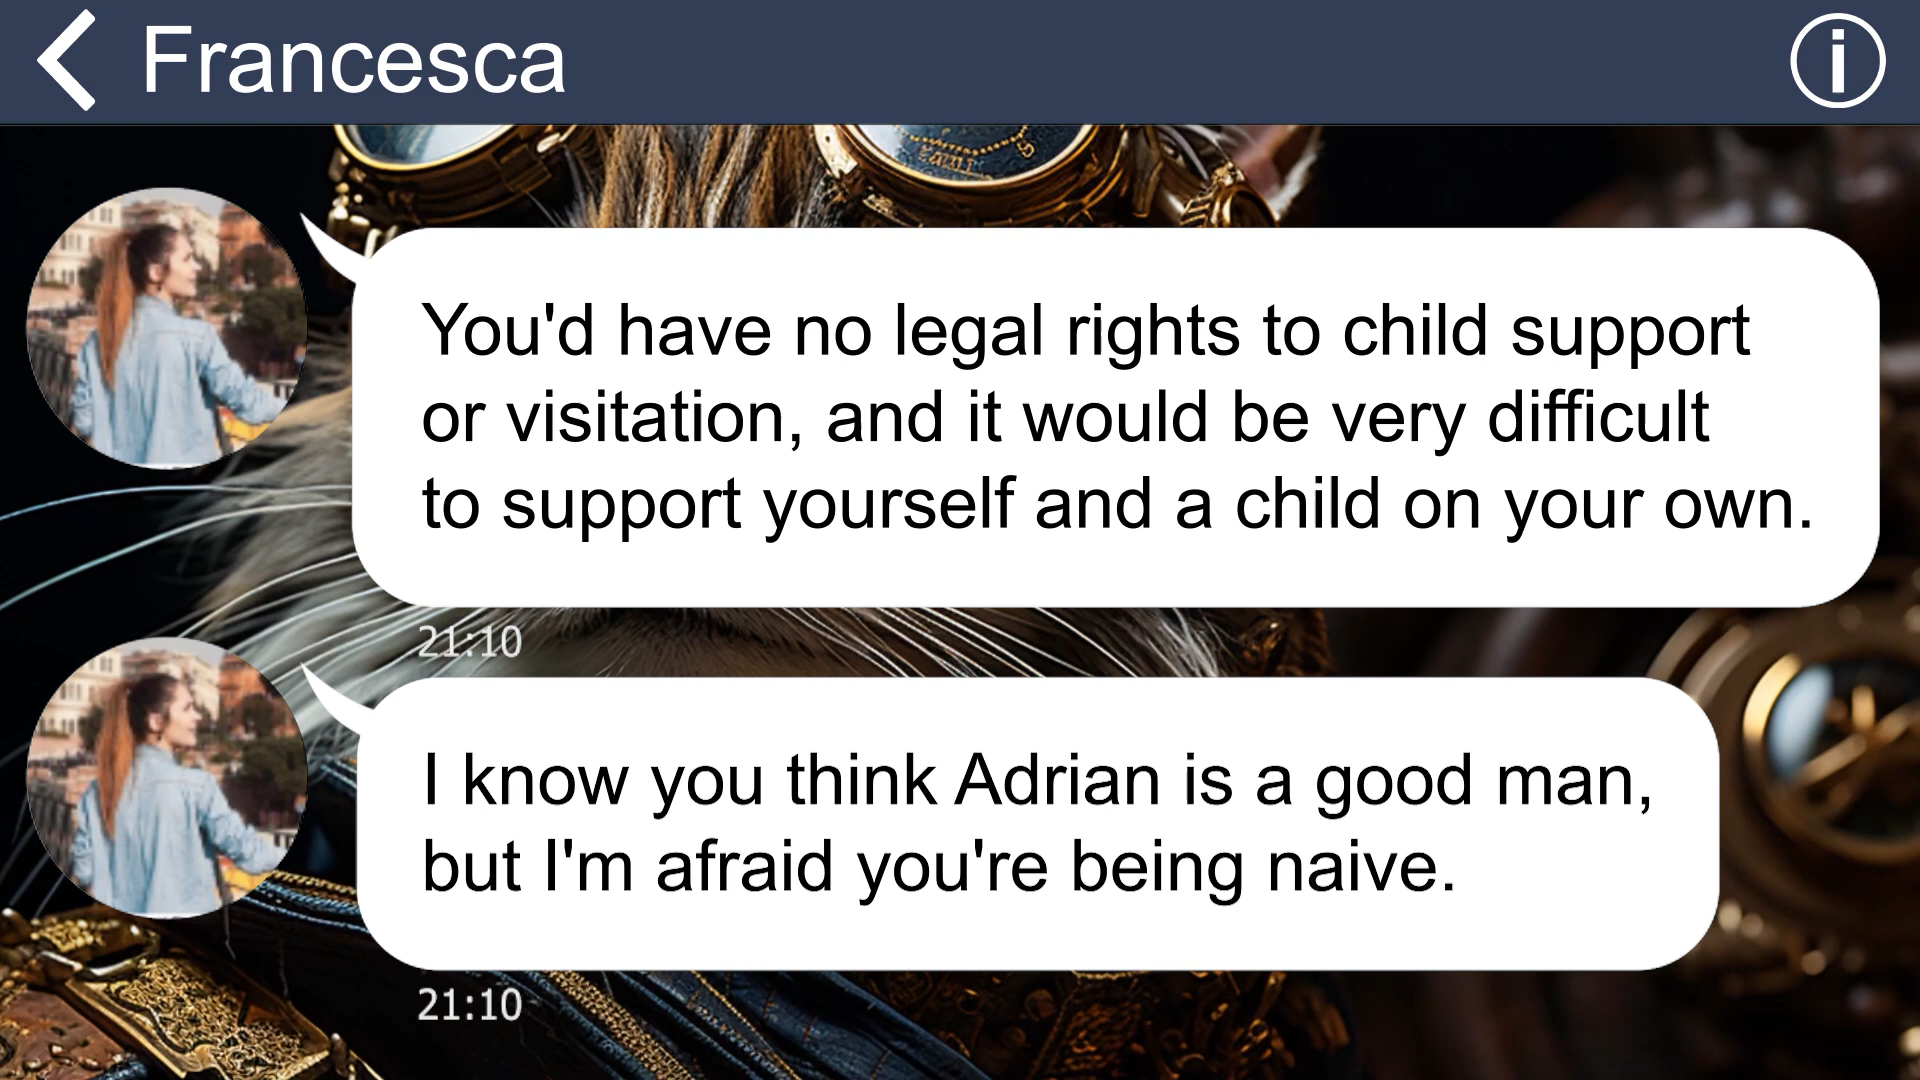 Francesca
You'd have no legal rights to child support
or visitation, and it would be very difficult
to support yourself and a child on your own.
21:10
I know you think Adrian is a good man,
but I'm afraid you're being naive.
21:10